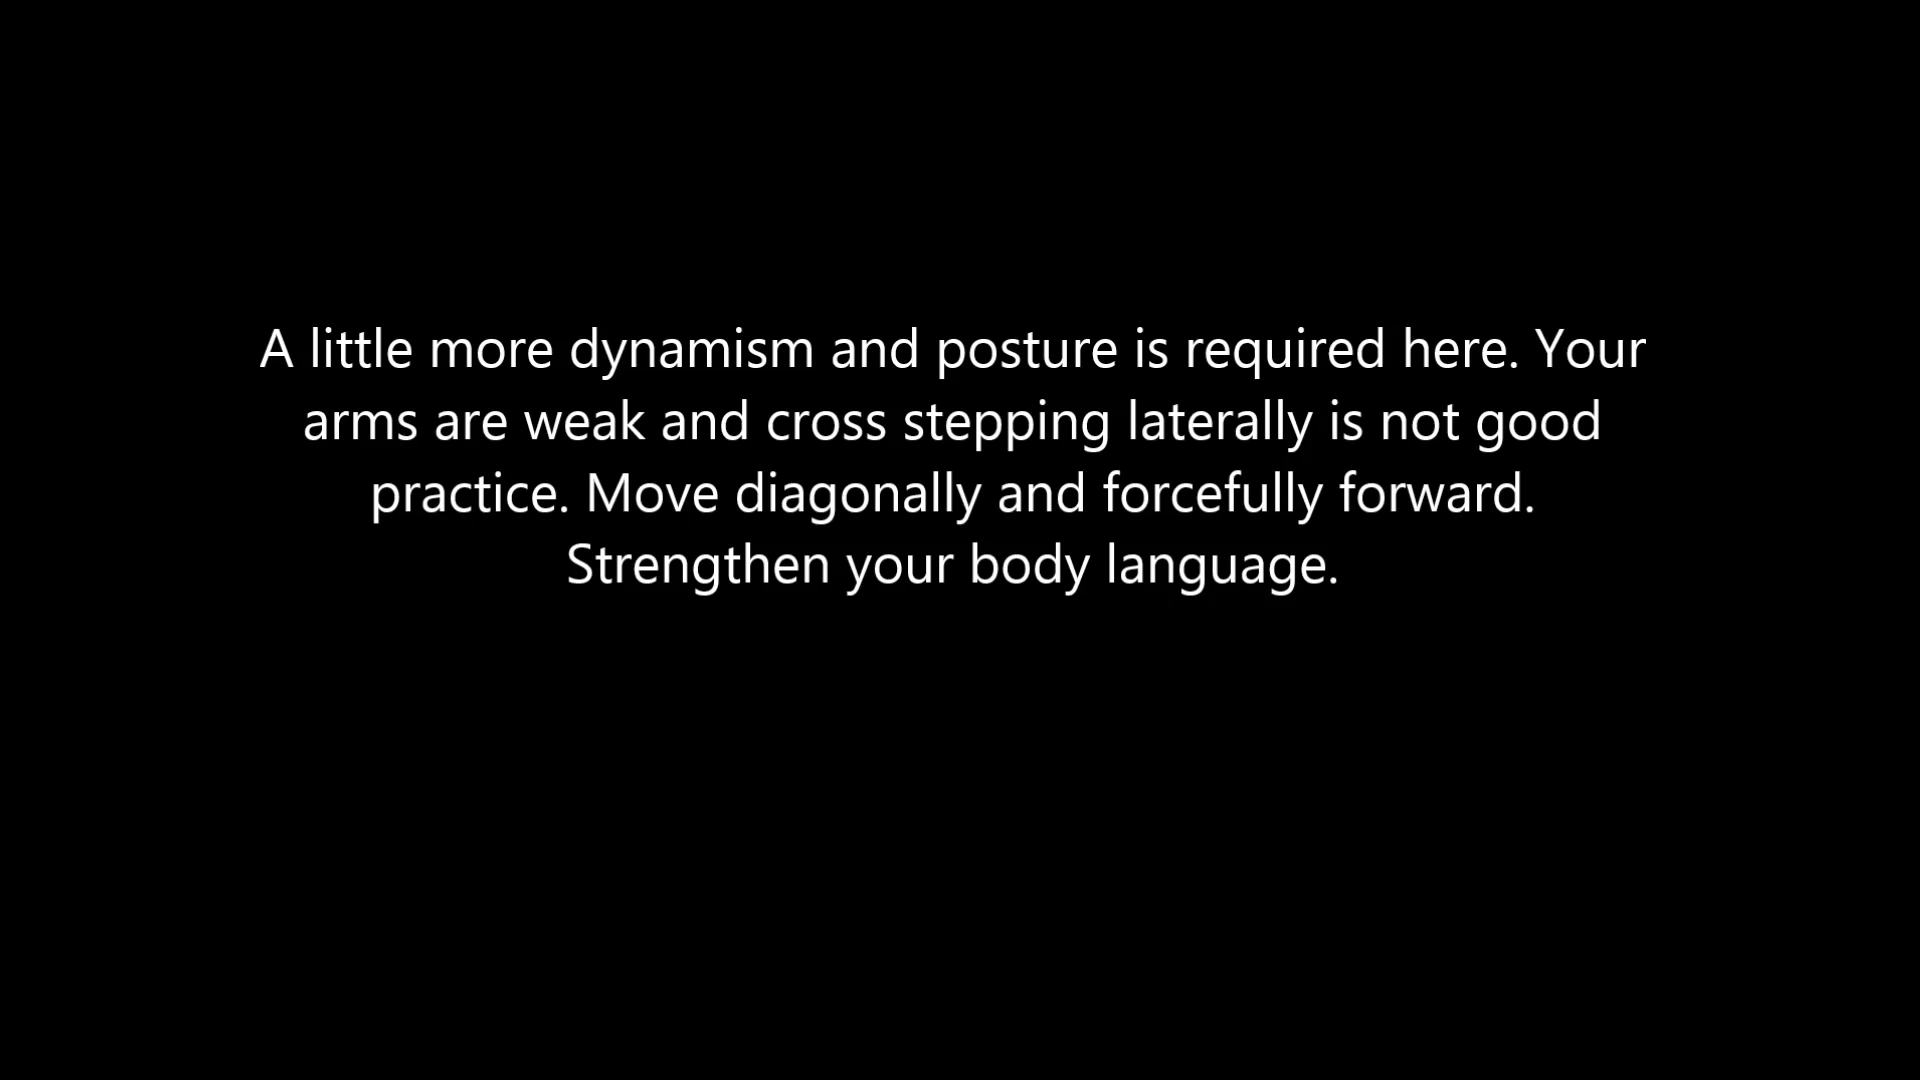 A little more dynamism and posture is required here. Your
arms are weak and cross stepping laterally is not good
practice. Move diagonally and forcefully forward.
Strengthen your body language.